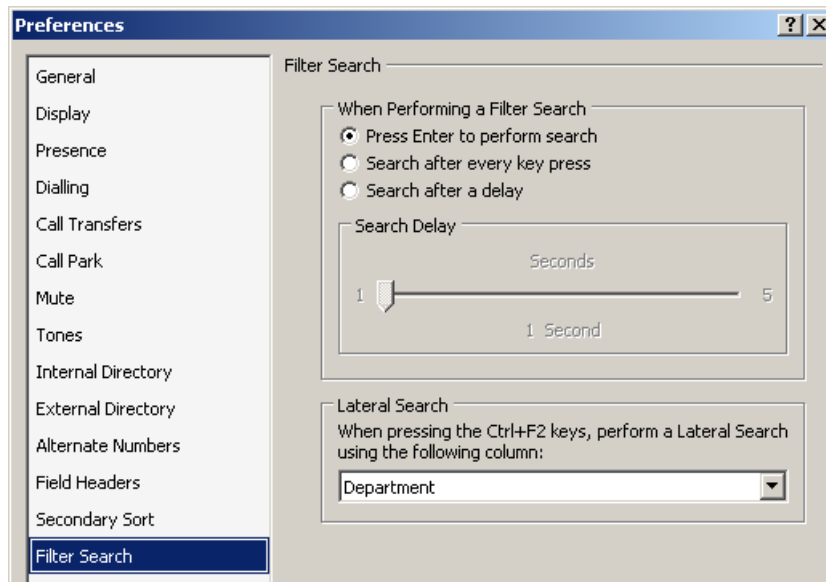 Preferences
General
Display
Presence
Dialling
Call Transfers
Call Park
Mute
Tones
Internal Directory
External Directory
Alternate Numbers
Field Headers
Secondary Sort
Filter Search
Filter Search
When Performing a Filter Search
Press Enter to perform search
Search after every key press
Search after a delay
Search Delay
Seconds
1 5
1 Second
Lateral Search
When pressing the Ctrl+F2 keys, perform a Lateral Search
using the following column:
Department